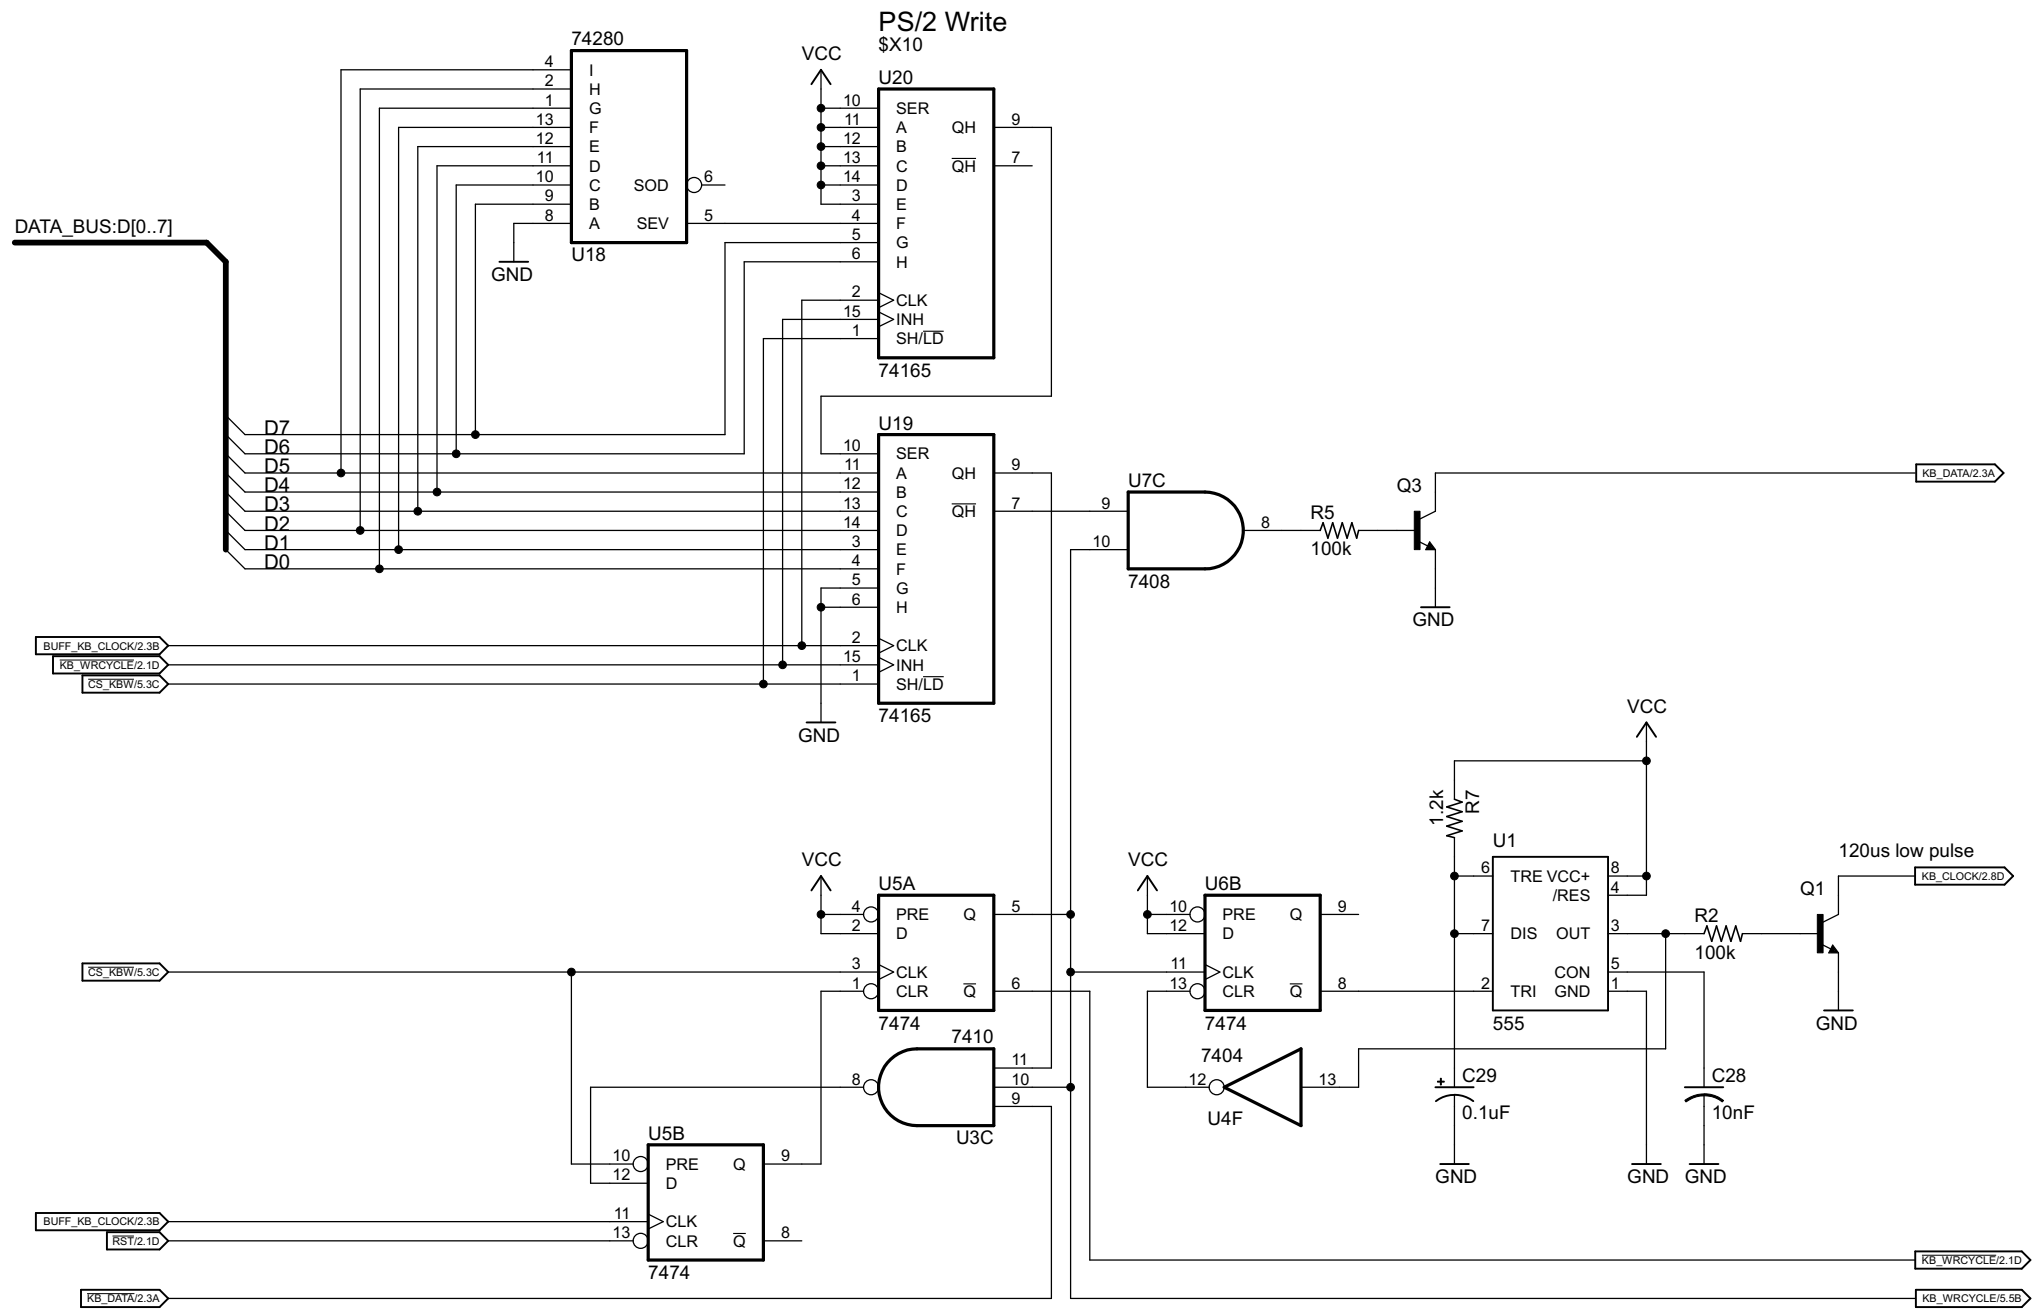 PS/2 Write
$X10
74280
4 I
2 H
1 G
13 F
12 E
11 D
10 C SOD 6
9 B
8 A SEV 5
U18
GND
VCC
U20
10 SER
11 A QH 9
12 B
13 C QH 7
14 D
3 E
4 F
5 G
6 H
2 CLK
15 INH
1 SH/LD
74165
DATA_BUS:D[0..7]
D7
D6
D5
D4
D3
D2
D1
D0
U19
10 SER
11 A QH 9
12 B
13 C QH 7
14 D
3 E
4 F
5 G
6 H
2 CLK
15 INH
1 SH/LD
74165
GND
BUFF_KB_CLOCK/2.3B
KB_WRCYCLE/2.1D
CS_KBW/5.3C
U7C
9
10
8
7408
R5
100k
Q3
GND
KB_DATA/2.3A
VCC
U5A
4 PRE Q 5
2 D
3 CLK
1 CLR Q 6
7474
CS_KBW/5.3C
7410
11
10
9
8
U3C
U5B
10 PRE Q 9
12 D
11 CLK
13 CLR Q 8
7474
BUFF_KB_CLOCK/2.3B
RST/2.1D
KB_DATA/2.3A
VCC
U6B
10 PRE Q 9
12 D
11 CLK
13 CLR Q 8
7474
7404
12 13
U4F
VCC
1.2k
R7
U1
6 TRE VCC+ 8
/RES 4
7 DIS OUT 3
CON 5
2 TRI GND 1
555
R2
100k
120us low pulse
Q1
KB_CLOCK/2.8D
GND
+ C29
0.1uF
GND
GND
C28
10nF
GND
KB_WRCYCLE/2.1D
KB_WRCYCLE/5.5B